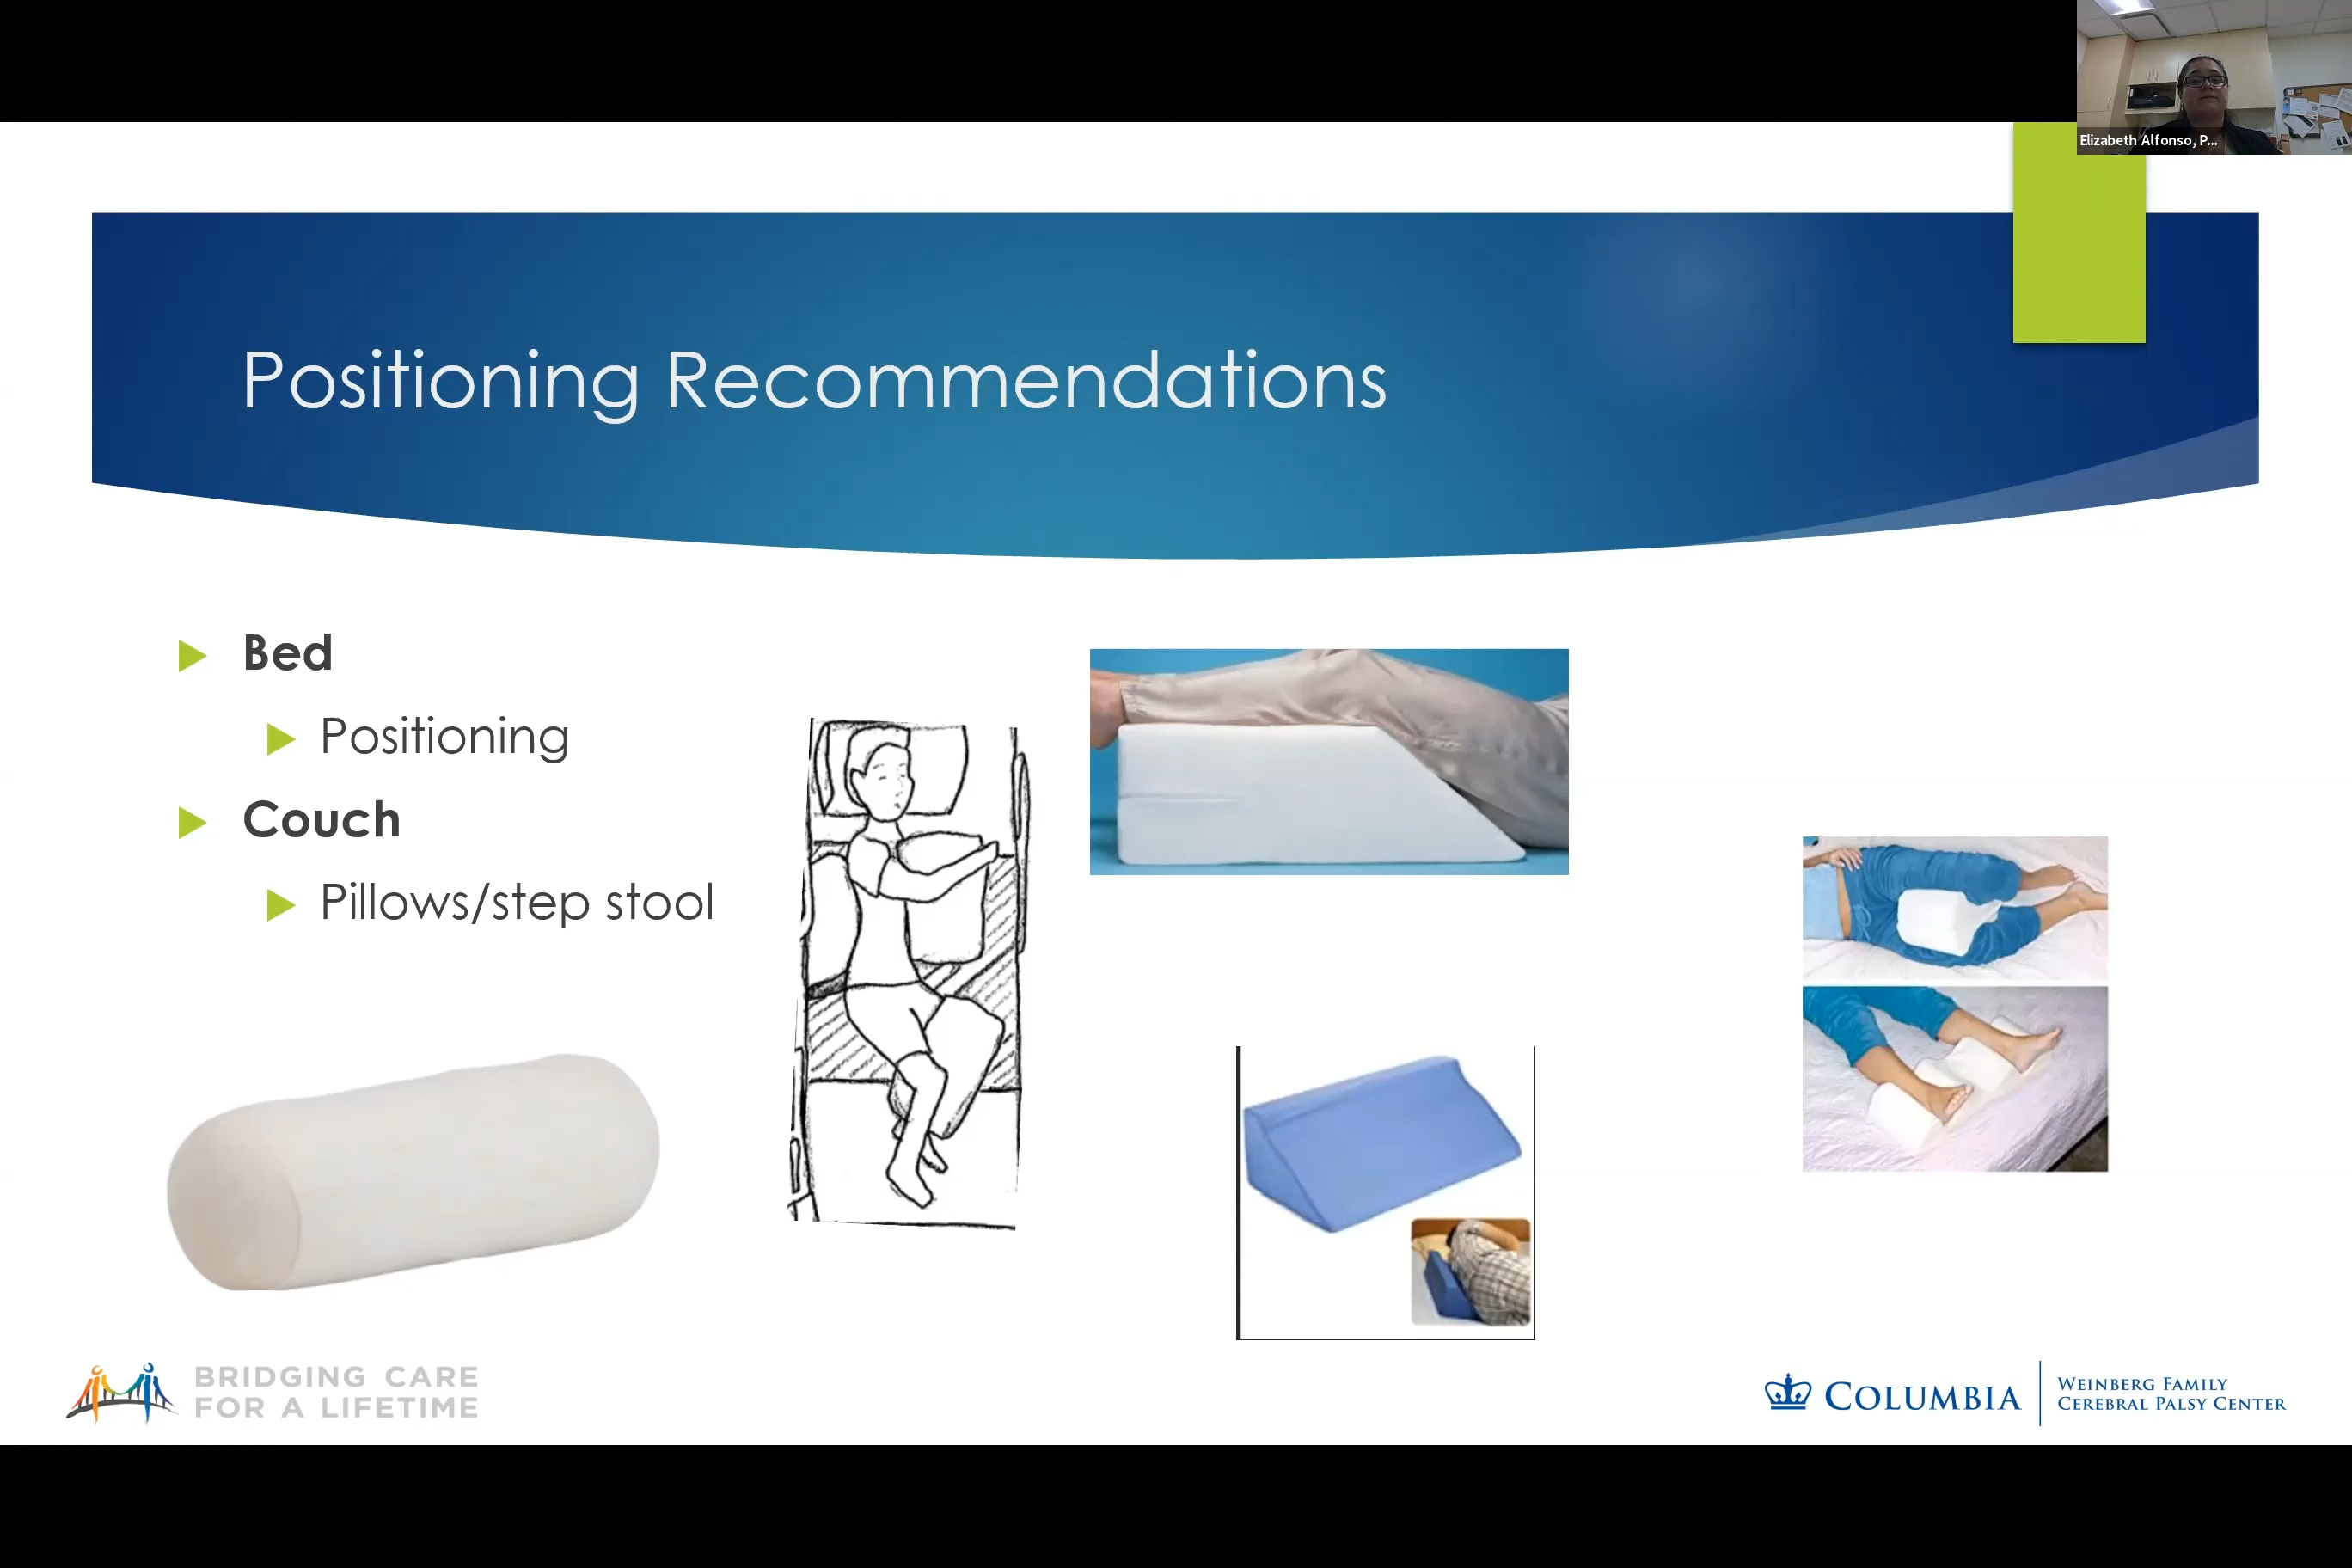 Elizabeth Alfonso, P...
Positioning Recommendations
Bed
Positioning
Couch
Pillows/step stool
BRIDGING CARE
FOR A LIFETIME
COLUMBIA
WEINBERG FAMILY
CEREBRAL PALSY CENTER